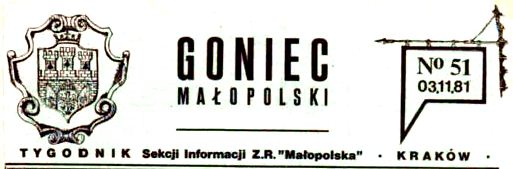 GONIEC
MAŁOPOLSKI
Nº 51
03,11,81
TYGODNIK Sekcji Informacji Z.R."Małopolska" · KRAKÓW ·